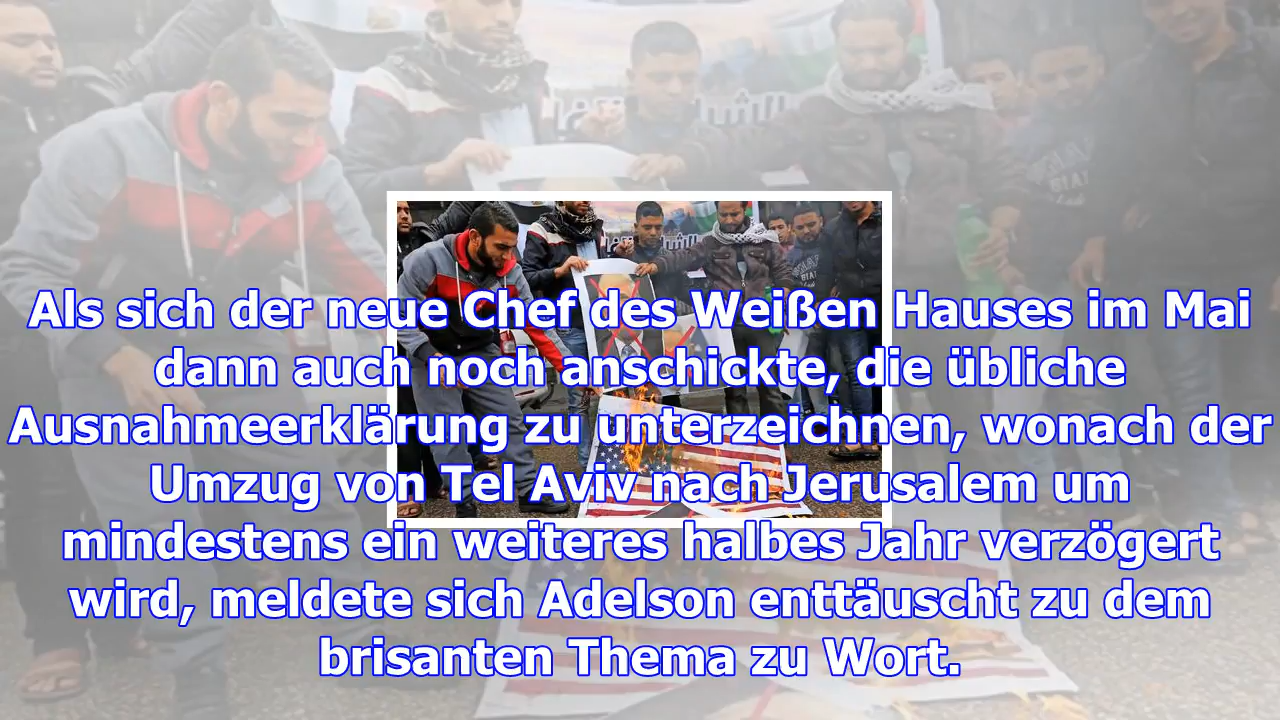 Als sich der neue Chef des Weißen Hauses im Mai
dann auch noch anschickte, die übliche
Ausnahmeerklärung zu unterzeichnen, wonach der
Umzug von Tel Aviv nach Jerusalem um
mindestens ein weiteres halbes Jahr verzögert
wird, meldete sich Adelson enttäuscht zu dem
brisanten Thema zu Wort.